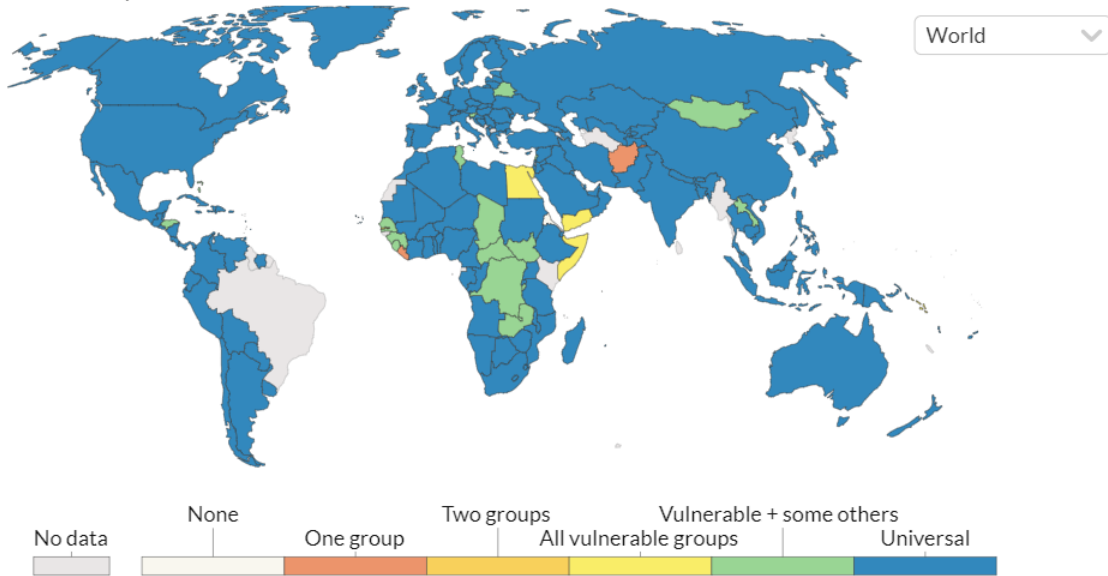 World
None
Two groups
Vulnerable + some others
No data
One group
All vulnerable groups
Universal